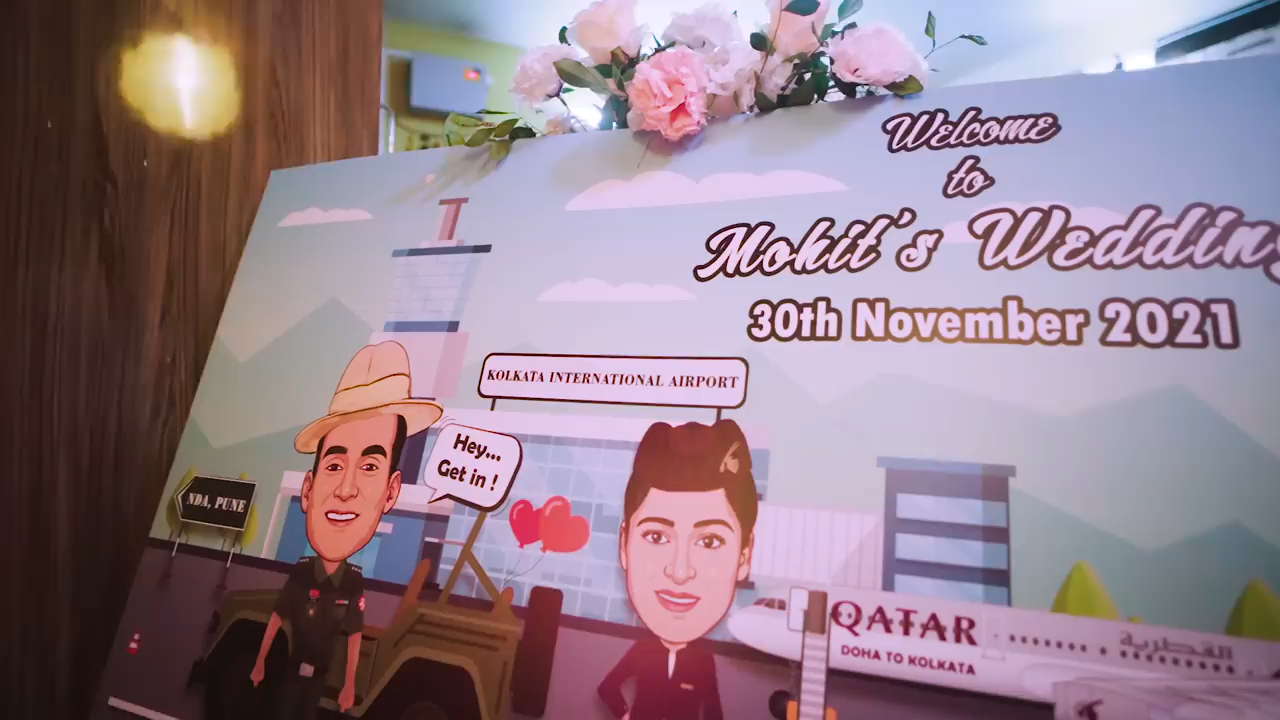 Welcome
to
Mohit's Wedding
30th November 2021
KOLKATA INTERNATIONAL AIRPORT
Hey...
Get in !
NDA, PUNE
QATAR
القطرية
DOHA TO KOLKATA